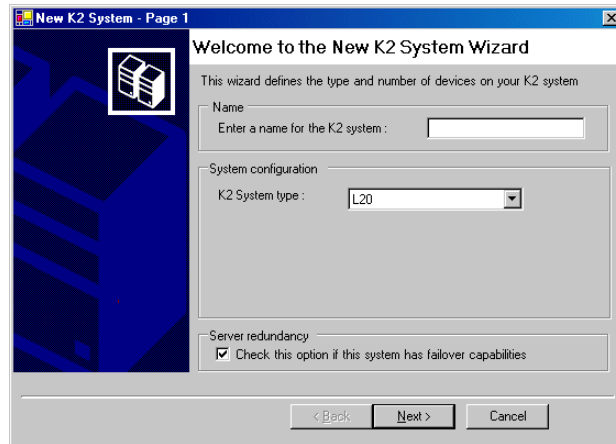 New K2 System - Page 1
Welcome to the New K2 System Wizard
This wizard defines the type and number of devices on your K2 system
Name
Enter a name for the K2 system :
System configuration
K2 System type :
L20
Server redundancy
Check this option if this system has failover capabilities
< Back
Next >
Cancel